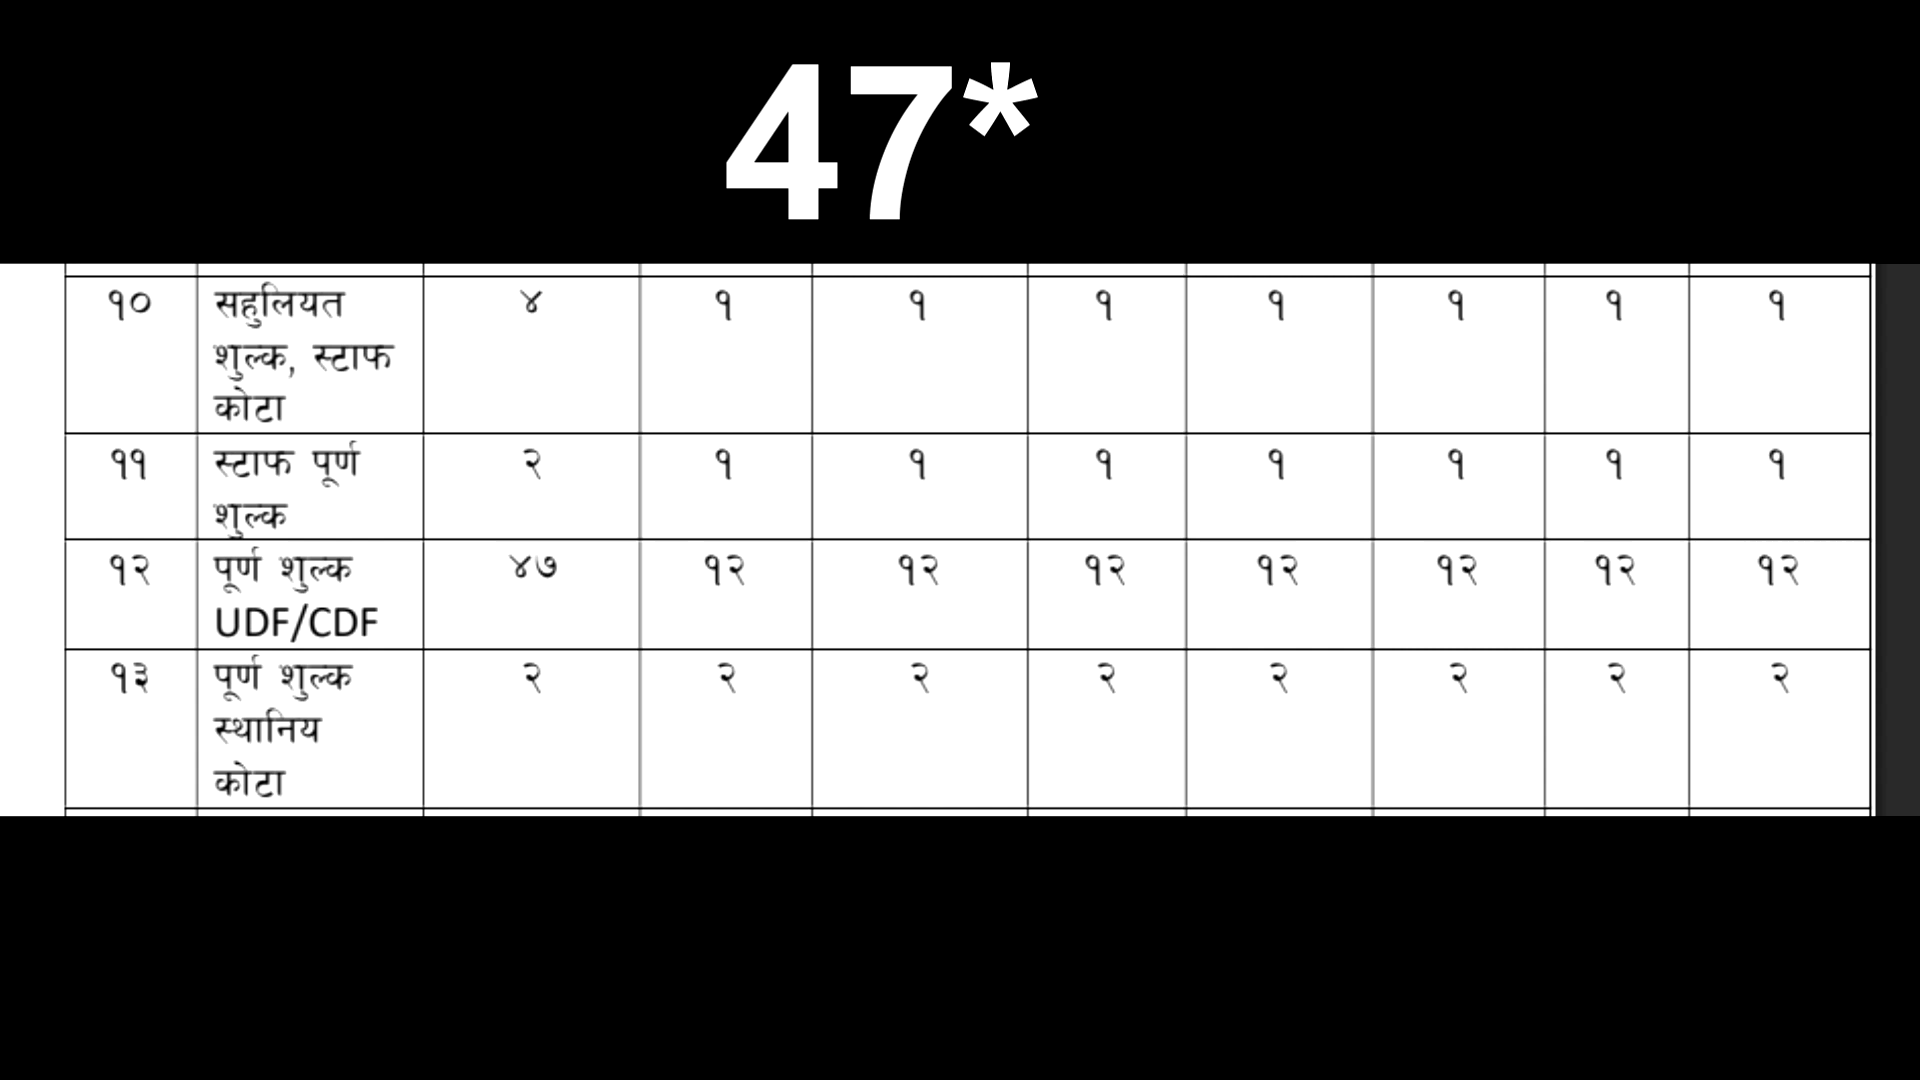 47*
१० सहुलियत ४ १ १ १ १ १ १ १
शुल्क, स्टाफ
कोटा
११ स्टाफ पूर्ण २ १ १ १ १ १ १ १
शुल्क
१२ पूर्ण शुल्क ४७ १२ १२ १२ १२ १२ १२ १२
UDF/CDF
१३ पूर्ण शुल्क २ २ २ २ २ २ २ २
स्थानिय
कोटा